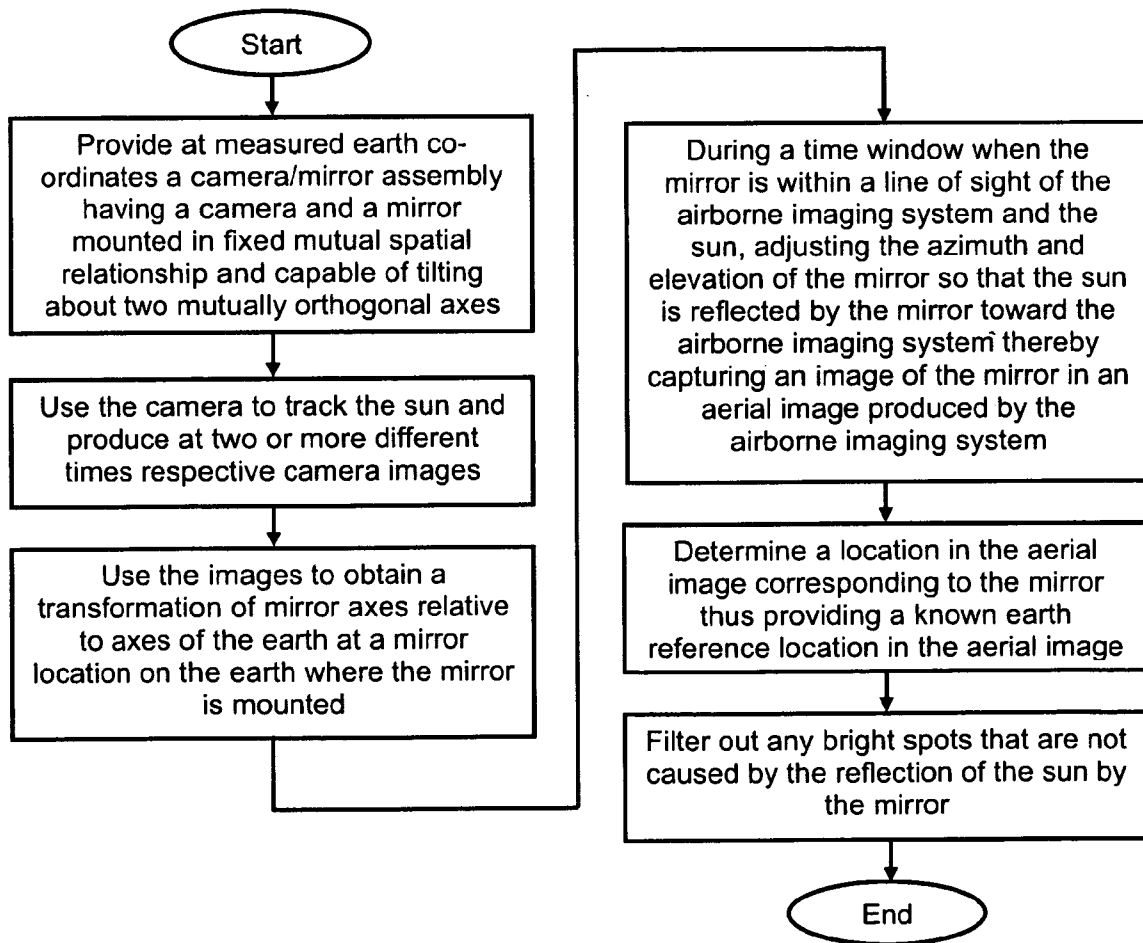 Start
Provide at measured earth co-
ordinates a camera/mirror assembly
having a camera and a mirror
mounted in fixed mutual spatial
relationship and capable of tilting
about two mutually orthogonal axes
Use the camera to track the sun and
produce at two or more different
times respective camera images
Use the images to obtain a
transformation of mirror axes relative
to axes of the earth at a mirror
location on the earth where the mirror
is mounted
During a time window when the
mirror is within a line of sight of the
airborne imaging system and the
sun, adjusting the azimuth and
elevation of the mirror so that the sun
is reflected by the mirror toward the
airborne imaging system thereby
capturing an image of the mirror in an
aerial image produced by the
airborne imaging system
Determine a location in the aerial
image corresponding to the mirror
thus providing a known earth
reference location in the aerial image
Filter out any bright spots that are not
caused by the reflection of the sun by
the mirror
End